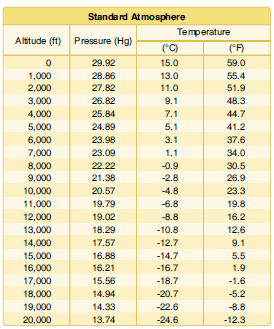 Standard Atmosphere
Altitude (ft) Pressure (Hg) Temperature
(°C) (°F)
0 29.92 15.0 59.0
1,000 28.86 13.0 55.4
2,000 27.82 11.0 51.9
3,000 26.82 9.1 48.3
4,000 25.84 7.1 44.7
5,000 24.89 5.1 41.2
6,000 23.98 3.1 37.6
7,000 23.09 1.1 34.0
8,000 22.22 -0.9 30.5
9,000 21.38 -2.8 26.9
10,000 20.57 -4.8 23.3
11,000 19.79 -6.8 19.8
12,000 19.02 -8.8 16.2
13,000 18.29 -10.8 12.6
14,000 17.57 -12.7 9.1
15,000 16.88 -14.7 5.5
16,000 16.21 -16.7 1.9
17,000 15.56 -18.7 -1.6
18,000 14.94 -20.7 -5.2
19,000 14.33 -22.6 -8.8
20,000 13.74 -24.6 -12.3